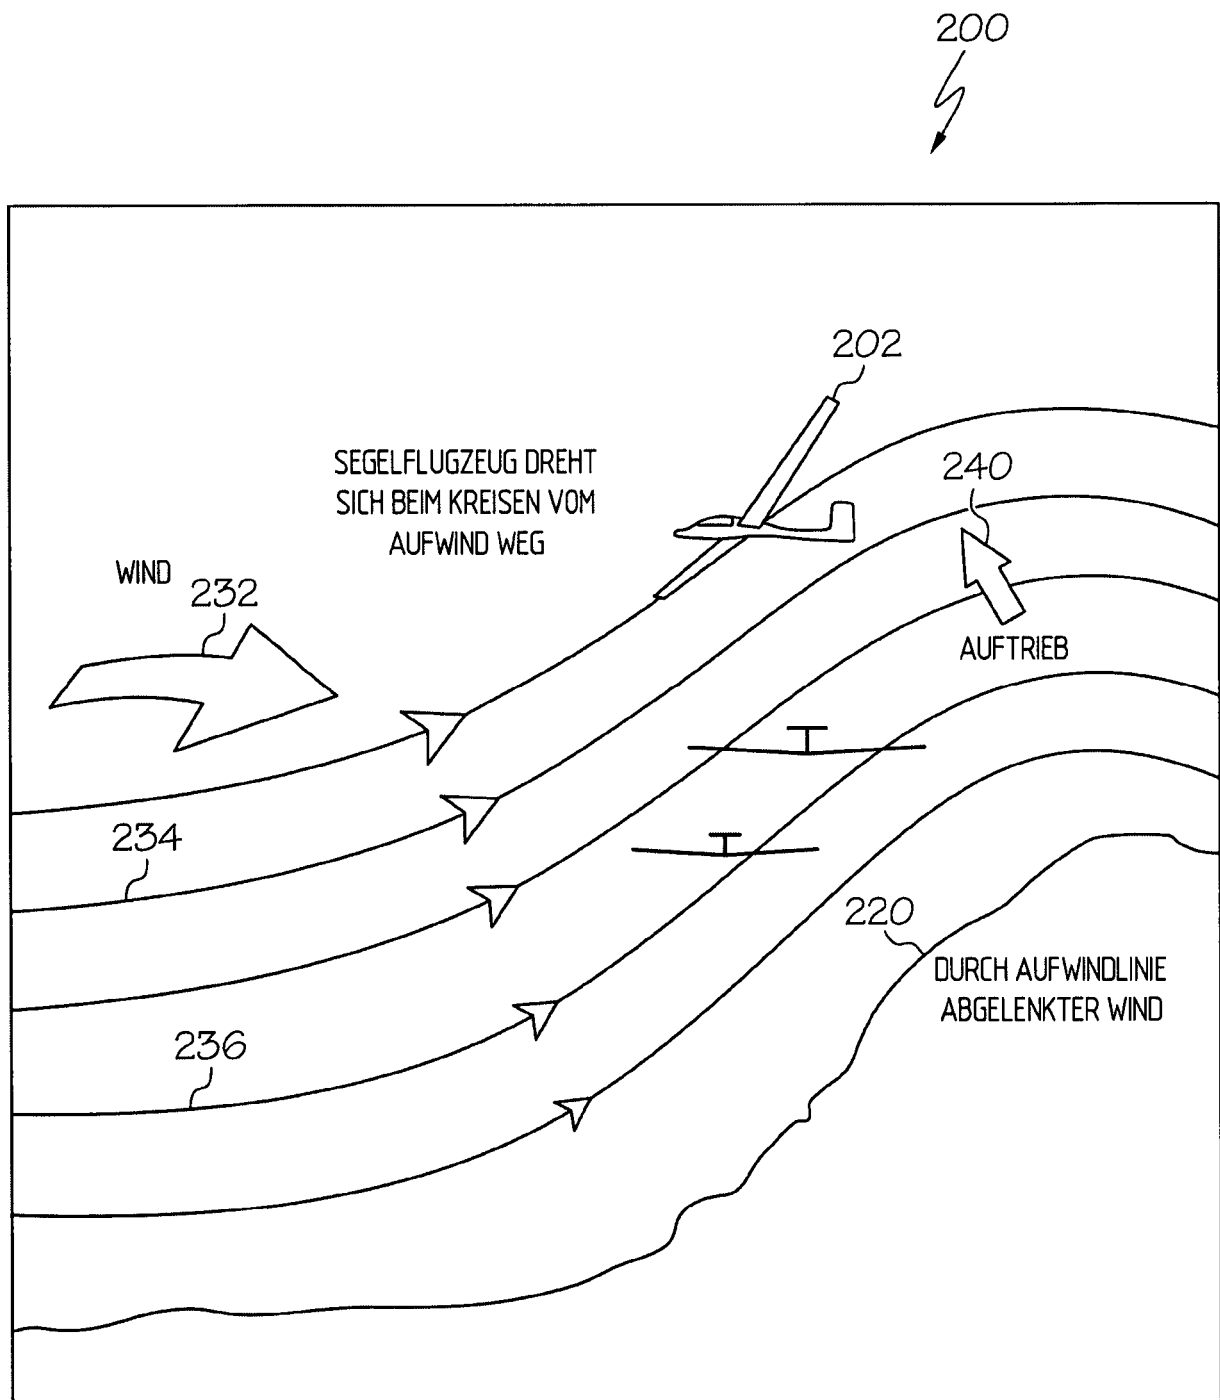 200
202
SEGELFLUGZEUG DREHT
SICH BEIM KREISEN VOM
AUFWIND WEG
240
WIND
232
AUFTRIEB
234
220
DURCH AUFWINDLINIE
ABGELENKTER WIND
236